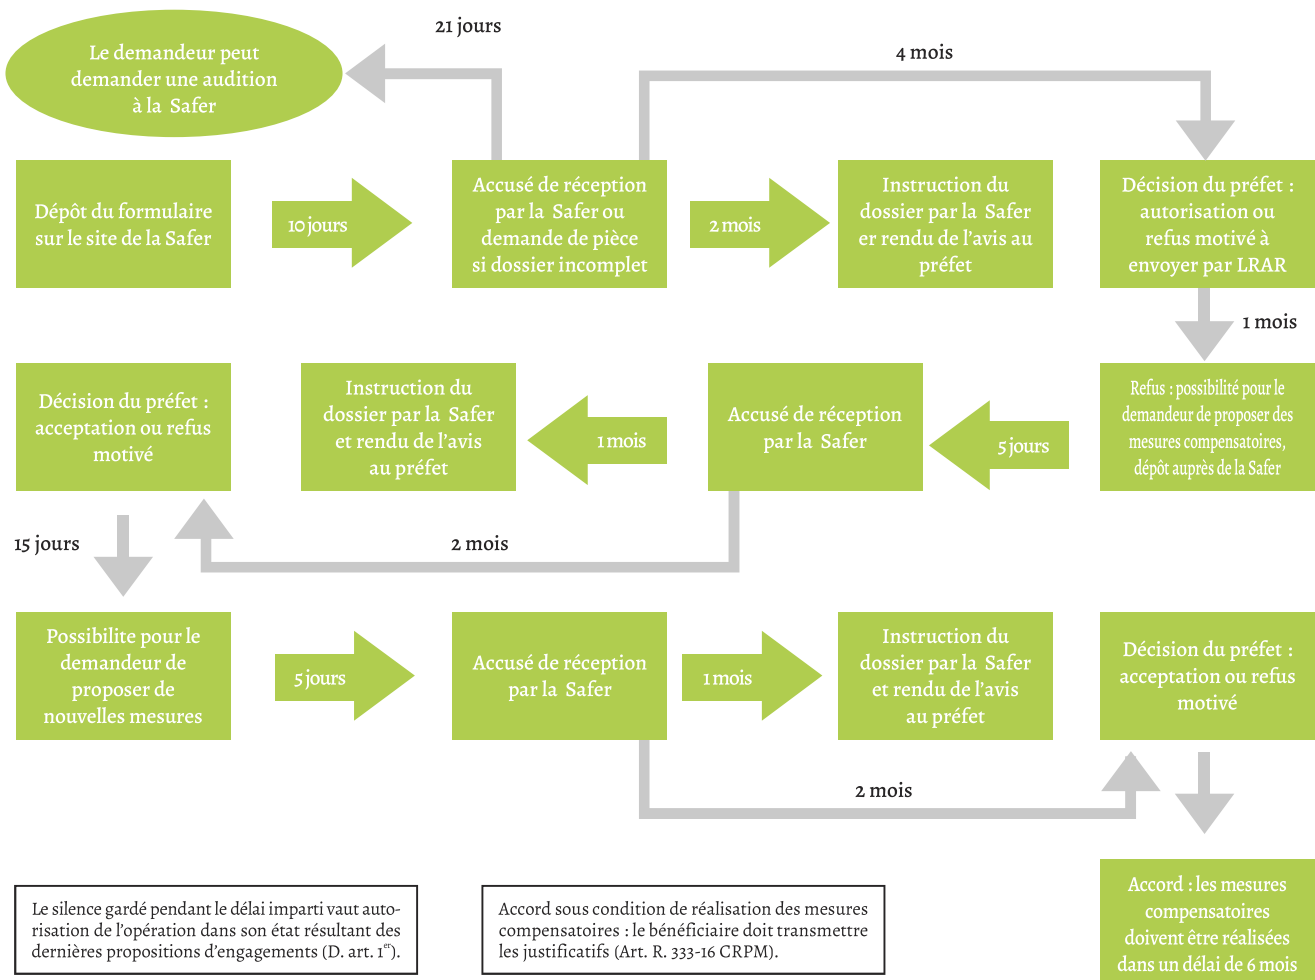 21 jours
Le demandeur peut
demander une audition
à la Safer
4 mois
Dépôt du formulaire
sur le site de la Safer
10 jours
Accusé de réception
par la Safer ou
demande de pièce
si dossier incomplet
2 mois
Instruction du
dossier par la Safer
er rendu de l'avis au
préfet
Décision du préfet :
autorisation ou
refus motivé à
envoyer par LRAR
1 mois
Refus : possibilité pour le
demandeur de proposer des
mesures compensatoires,
dépôt auprès de la Safer
5 jours
Accusé de réception
par la Safer
1 mois
Instruction du
dossier par la Safer
et rendu de l'avis
au préfet
Décision du préfet :
acceptation ou refus
motivé
2 mois
15 jours
Possibilite pour le
demandeur de
proposer de
nouvelles mesures
5 jours
Accusé de réception
par la Safer
1 mois
Instruction du
dossier par la Safer
et rendu de l'avis
au préfet
Décision du préfet :
acceptation ou refus
motivé
2 mois
Accord : les mesures
compensatoires
doivent être réalisées
dans un délai de 6 mois
Le silence gardé pendant le délai imparti vaut auto-
risation de l'opération dans son état résultant des
dernières propositions d'engagements (D. art. 1er).
Accord sous condition de réalisation des mesures
compensatoires : le bénéficiaire doit transmettre
les justificatifs (Art. R. 333-16 CRPM).